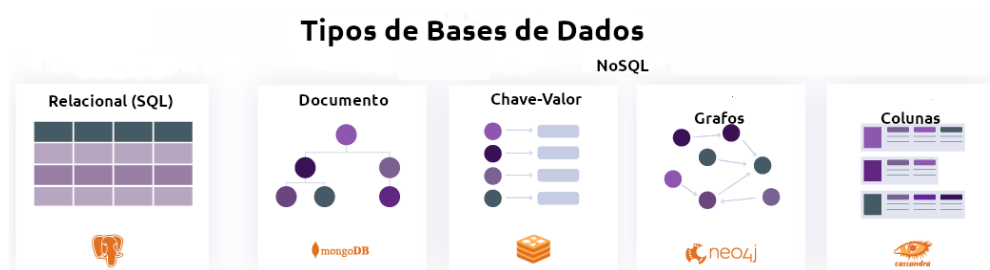 Tipos de Bases de Dados
NoSQL
Relacional (SQL)
Documento
Chave-Valor
Grafos
Colunas
mongoDB
neo4j
cassandra